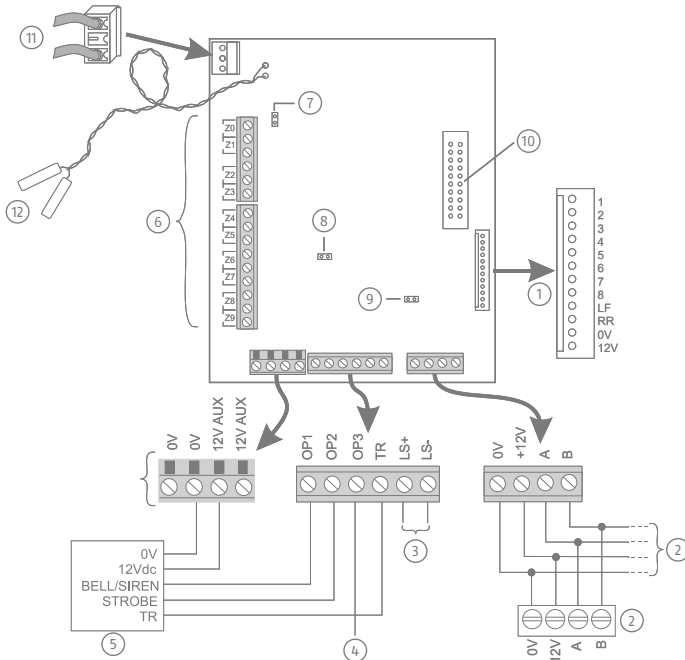 11
7
Z0
Z1
Z2
Z3
Z4
Z5
Z6
Z7
Z8
Z9
10
12
6
8
9
1
1
2
3
4
5
6
7
8
LF
RR
0V
12V
0V
0V
12V AUX
12V AUX
OP1
OP2
OP3
TR
LS+
LS-
0V
+12V
A
B
3
2
0V
12Vdc
BELL/SIREN
STROBE
TR
5
4
2
0V
12V
A
B